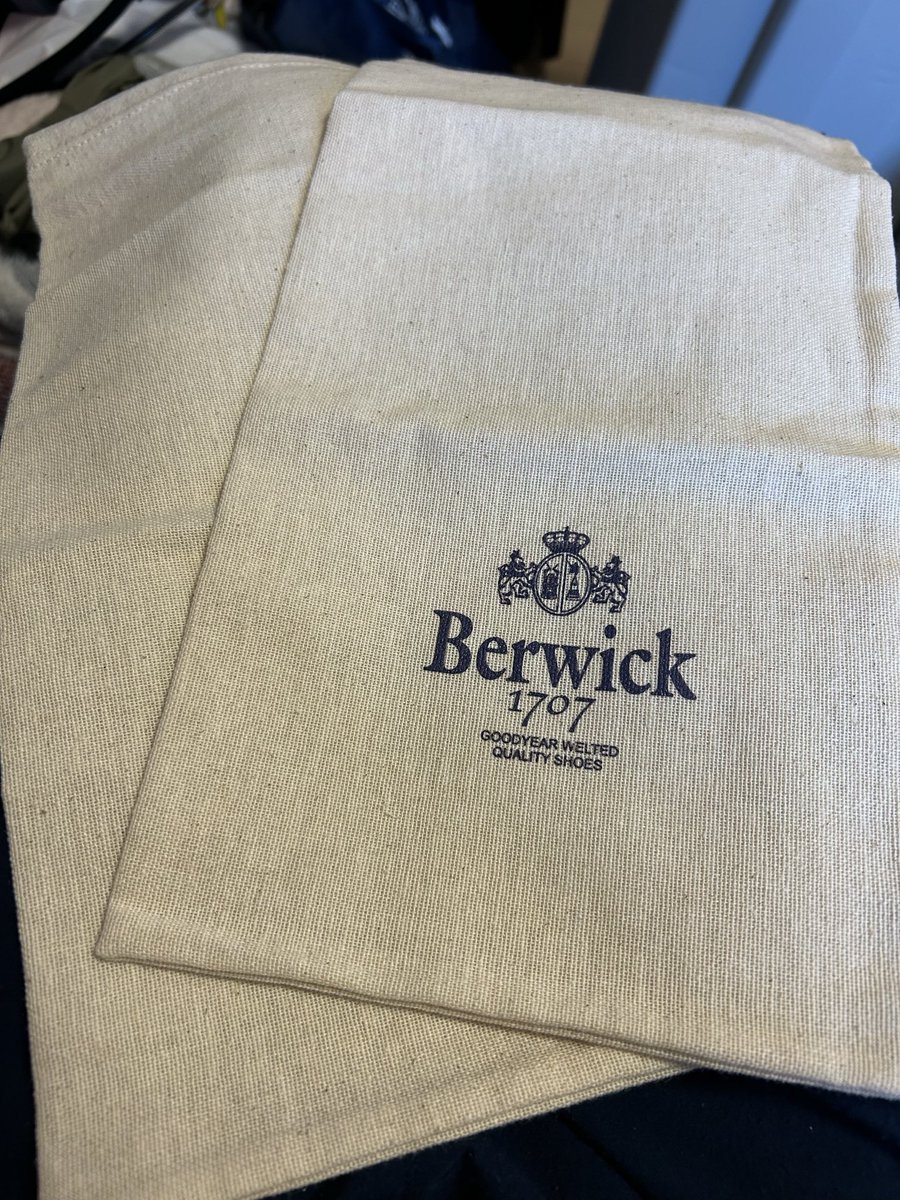 Berwick
1707
GOODYEAR WELTED
QUALITY SHOES